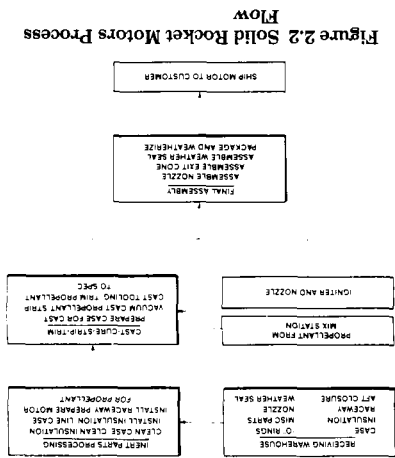 RECEIVING WAREHOUSE
CASE O. RINGS
INSULATION MISC PARTS
RACEWAY NOZZLE
AFT CLOSURE WEATHER SEAL
INERT PARTS PROCESSING
CLEAN CASE CLEAN INSULATION
INSTALL INSULATION LINE CASE
INSTALL RACEWAY PREPARE MOTOR
FOR PROPELLANT
PROPELLANT FROM
MIX STATION
IGNITER AND NOZZLE
CAST-CURE-STRIP-TRIM
PREPARE CASE FOR CAST
VACUUM CAST PROPELLANT STRIP
CAST TOOLING TRIM PROPELLANT
TO SPEC
FINAL ASSEMBLY
ASSEMBLE NOZZLE
ASSEMBLE EXIT CONE
ASSEMBLE WEATHER SEAL
PACKAGE AND WEATHERIZE
SHIP MOTOR TO CUSTOMER
Figure 2.2 Solid Rocket Motors Process
Flow